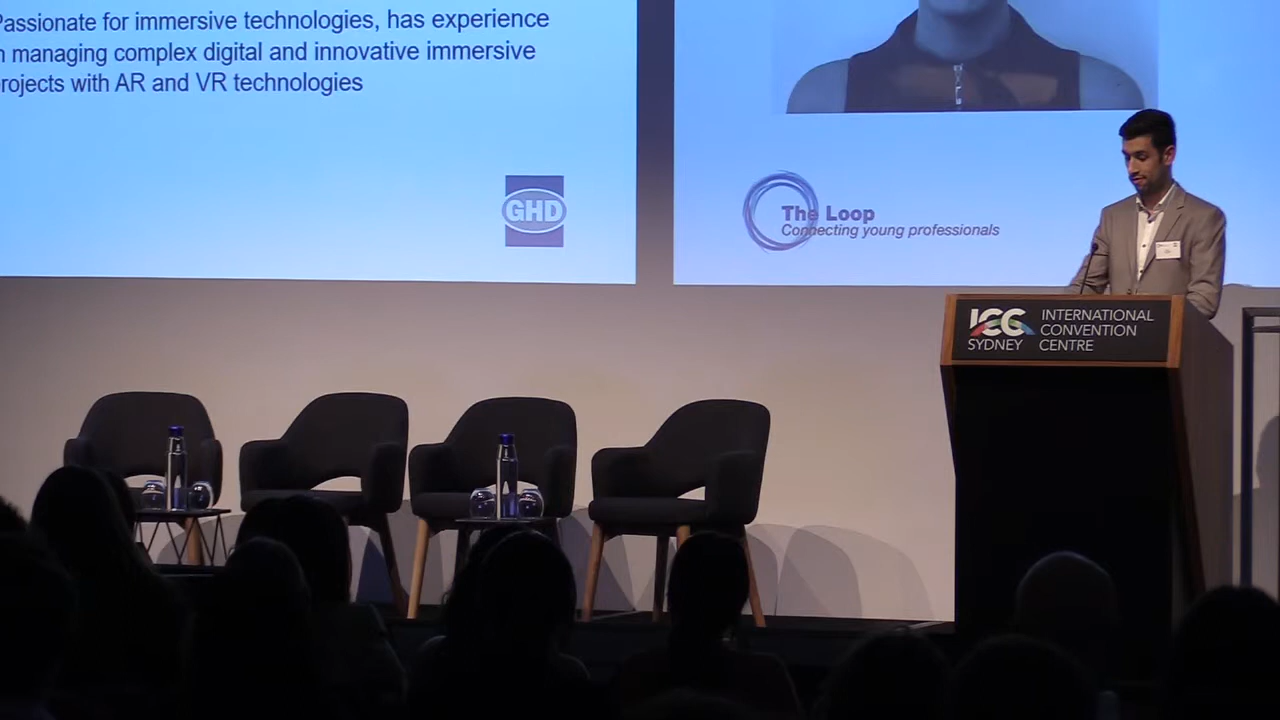 Passionate for immersive technologies, has experience
managing complex digital and innovative immersive
projects with AR and VR technologies
GHD
The Loop
Connecting young professionals
ICC
SYDNEY
INTERNATIONAL
CONVENTION
CENTRE